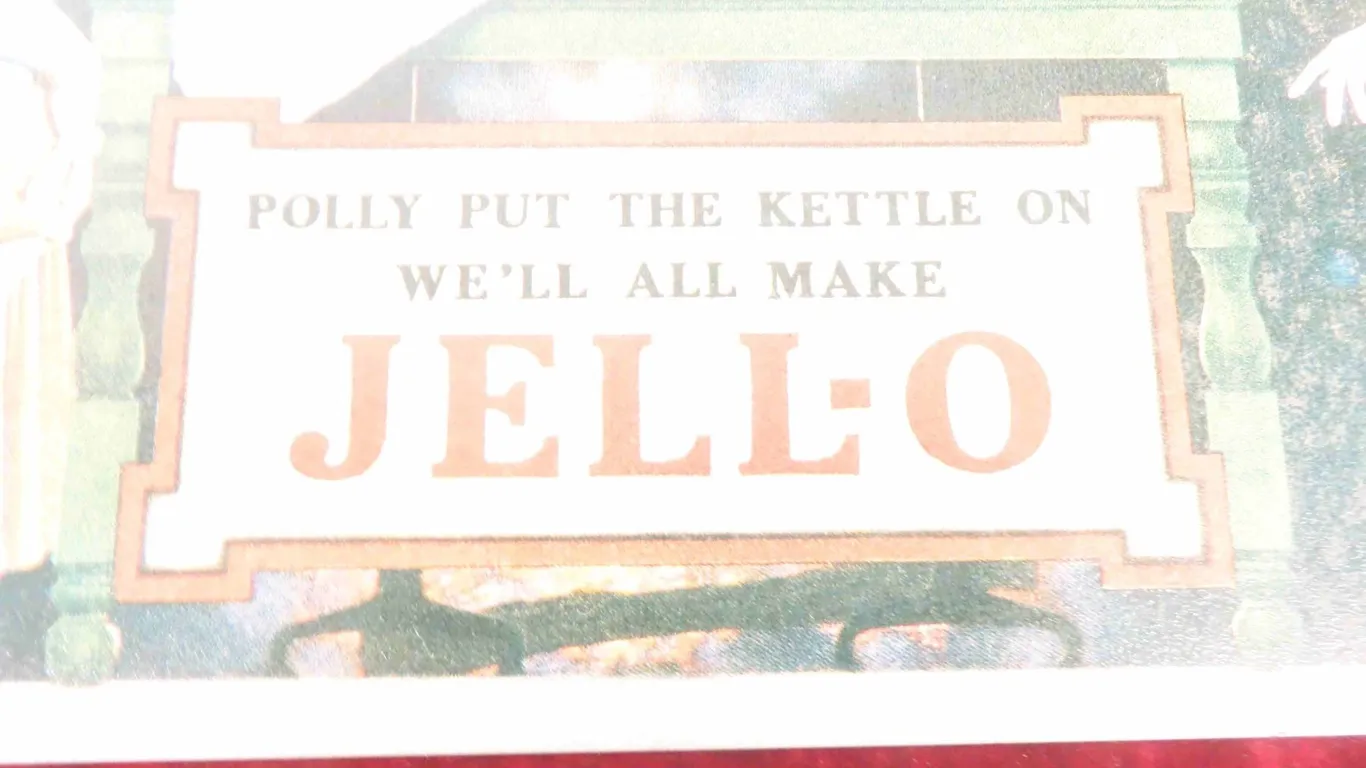 POLLY PUT THE KETTLE ON
WE'LL ALL MAKE
JELL-O